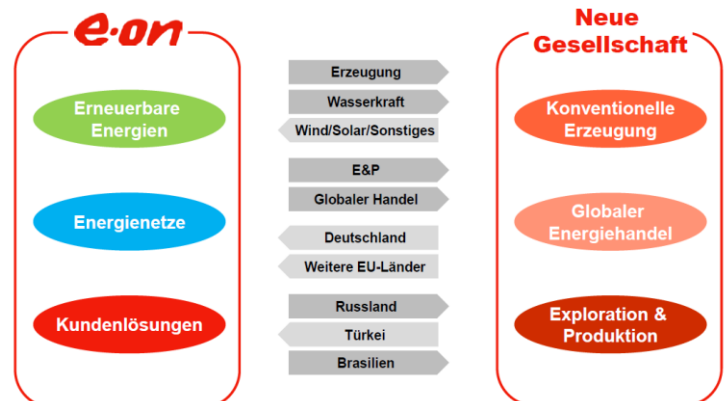 e·on
Erneuerbare
Energien
Energienetze
Kundenlösungen
Erzeugung
Wasserkraft
Wind/Solar/Sonstiges
E&P
Globaler Handel
Deutschland
Weitere EU-Länder
Russland
Türkei
Brasilien
Neue
Gesellschaft
Konventionelle
Erzeugung
Globaler
Energiehandel
Exploration &
Produktion